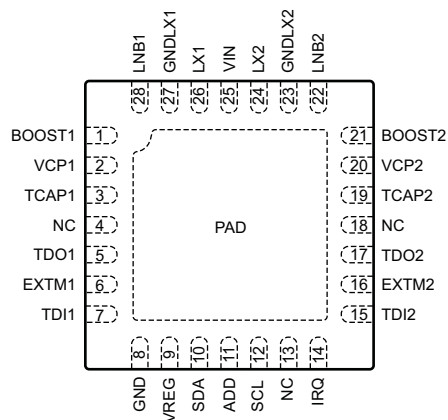 LNB1
GNDLX1
LX1
VIN
LX2
GNDLX2
LNB2
28
27
26
25
24
23
22
BOOST1 1
VCP1 2
TCAP1 3
NC 4
TDO1 5
EXTM1 6
TDI1 7
PAD
21 BOOST2
20 VCP2
19 TCAP2
18 NC
17 TDO2
16 EXTM2
15 TDI2
8
9
10
11
12
13
14
GND
VREG
SDA
ADD
SCL
NC
IRQ